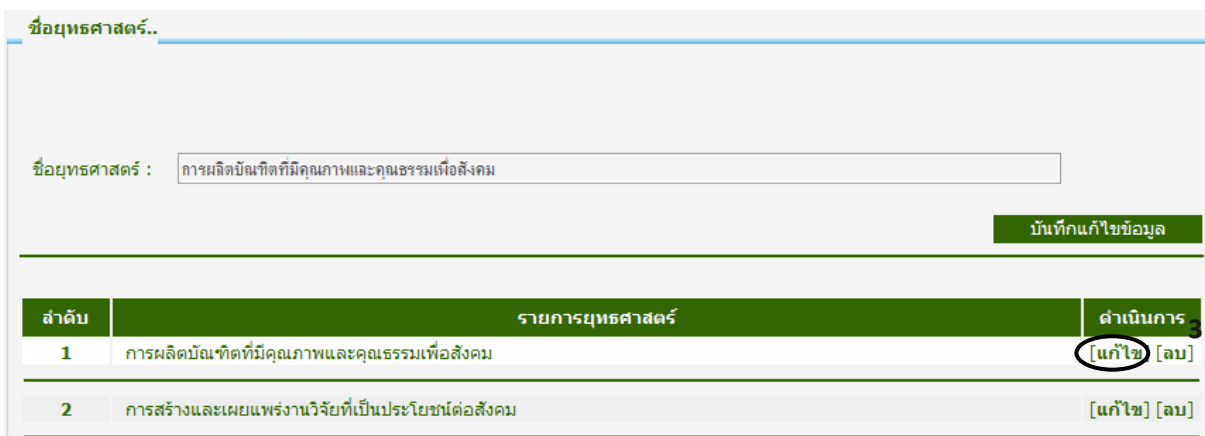 ชื่อยุทธศาสตร์..
ชื่อยุทธศาสตร์ : การผลิตบัณฑิตที่มีคุณภาพและคุณธรรมเพื่อสังคม
บันทึกแก้ไขข้อมูล
ลำดับ รายการยุทธศาสตร์ ดำเนินการ 3
1 การผลิตบัณฑิตที่มีคุณภาพและคุณธรรมเพื่อสังคม [แก้ไข] [ลบ]
2 การสร้างและเผยแพร่งานวิจัยที่เป็นประโยชน์ต่อสังคม [แก้ไข] [ลบ]